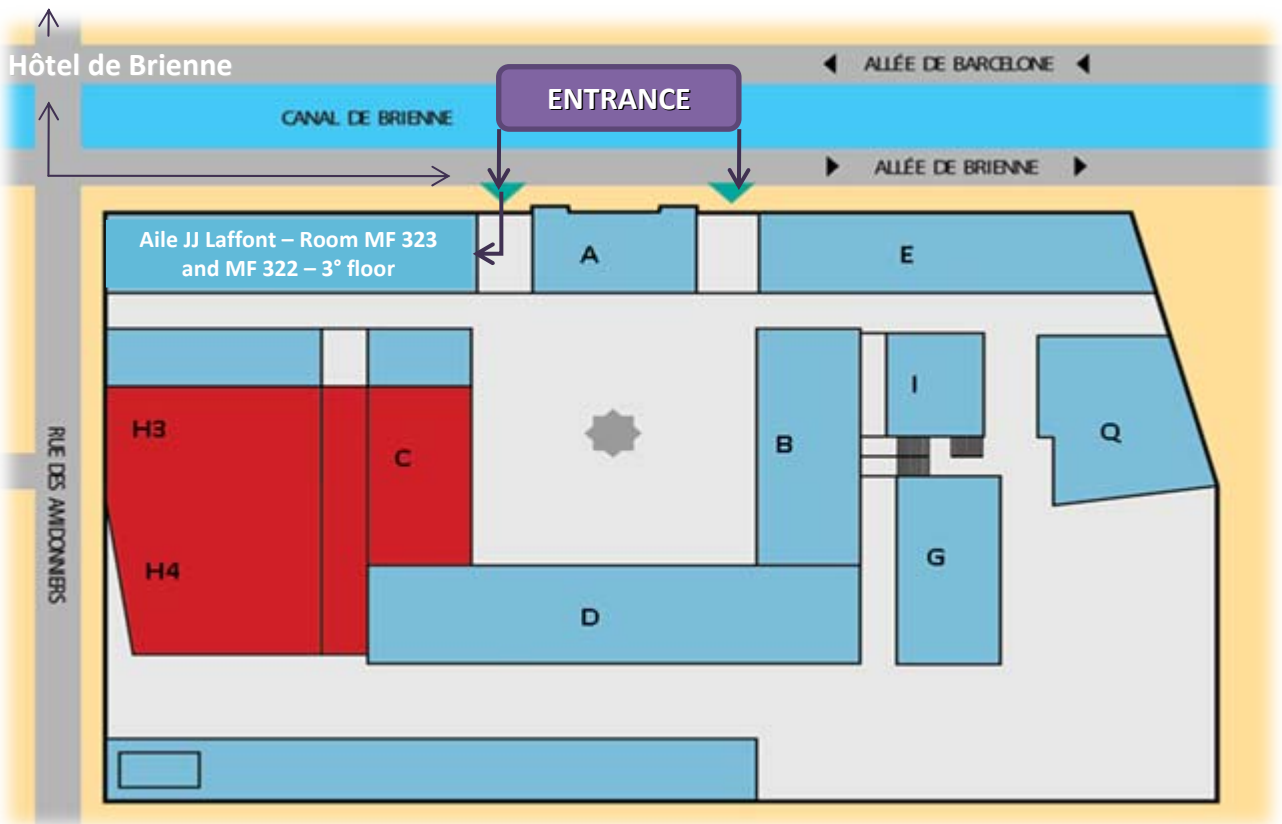 Hôtel de Brienne
ALLÉE DE BARCELONE
ENTRANCE
CANAL DE BRIENNE
ALLÉE DE BRIENNE
Aile JJ Laffont – Room MF 323
and MF 322 – 3° floor
A
E
I
Q
H3
C
B
RUE DES AMIDONNIERS
H4
G
D